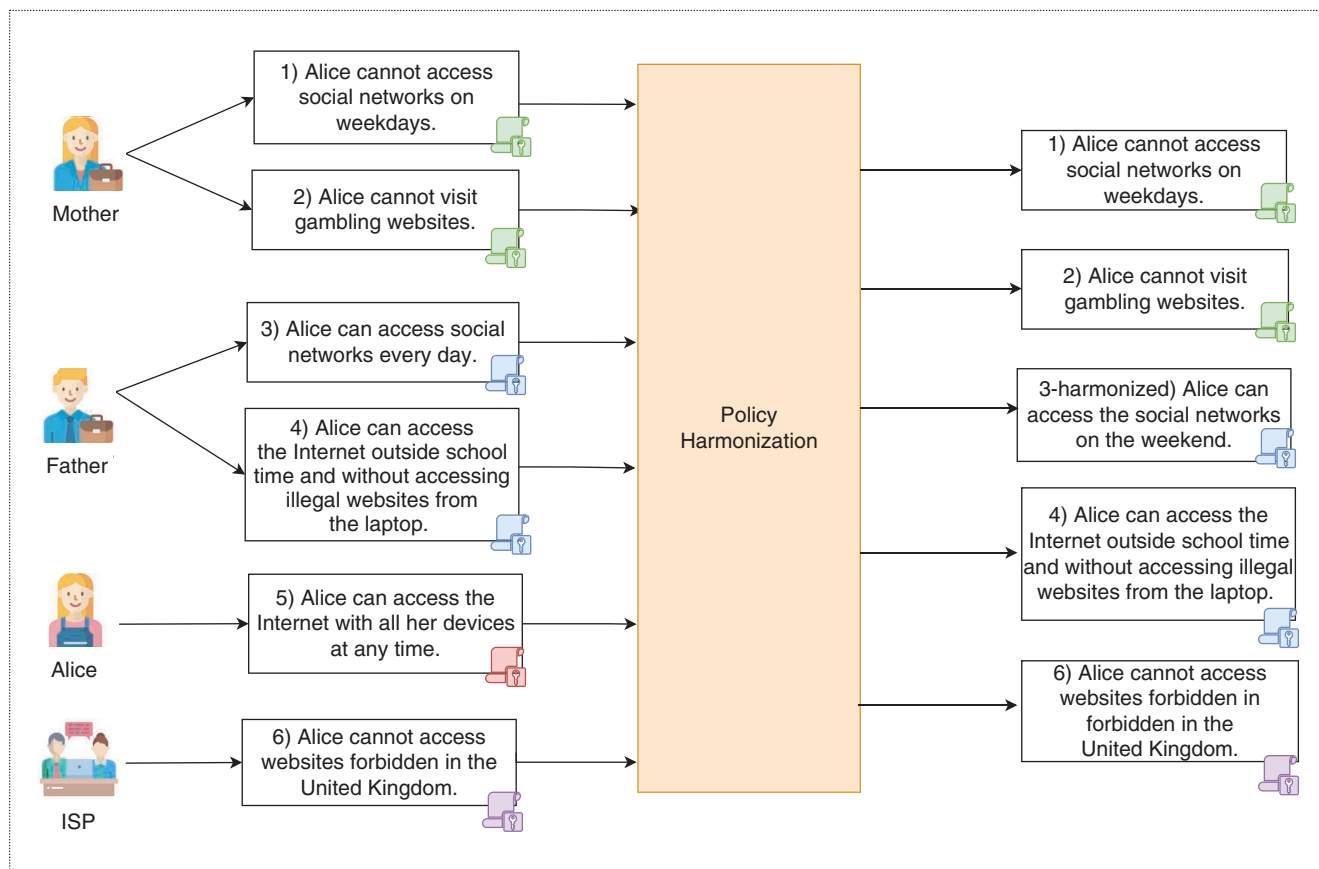 1) Alice cannot access
social networks on
weekdays.
Mother
2) Alice cannot visit
gambling websites.
3) Alice can access social
networks every day.
Father
4) Alice can access
the Internet outside school
time and without accessing
illegal websites from
the laptop.
5) Alice can access the
Internet with all her devices
at any time.
Alice
6) Alice cannot access
websites forbidden in the
United Kingdom.
ISP
Policy
Harmonization
1) Alice cannot access
social networks on
weekdays.
2) Alice cannot visit
gambling websites.
3-harmonized) Alice can
access the social networks
on the weekend.
4) Alice can access the
Internet outside school time
and without accessing illegal
websites from the laptop.
6) Alice cannot access
websites forbidden in
forbidden in the
United Kingdom.